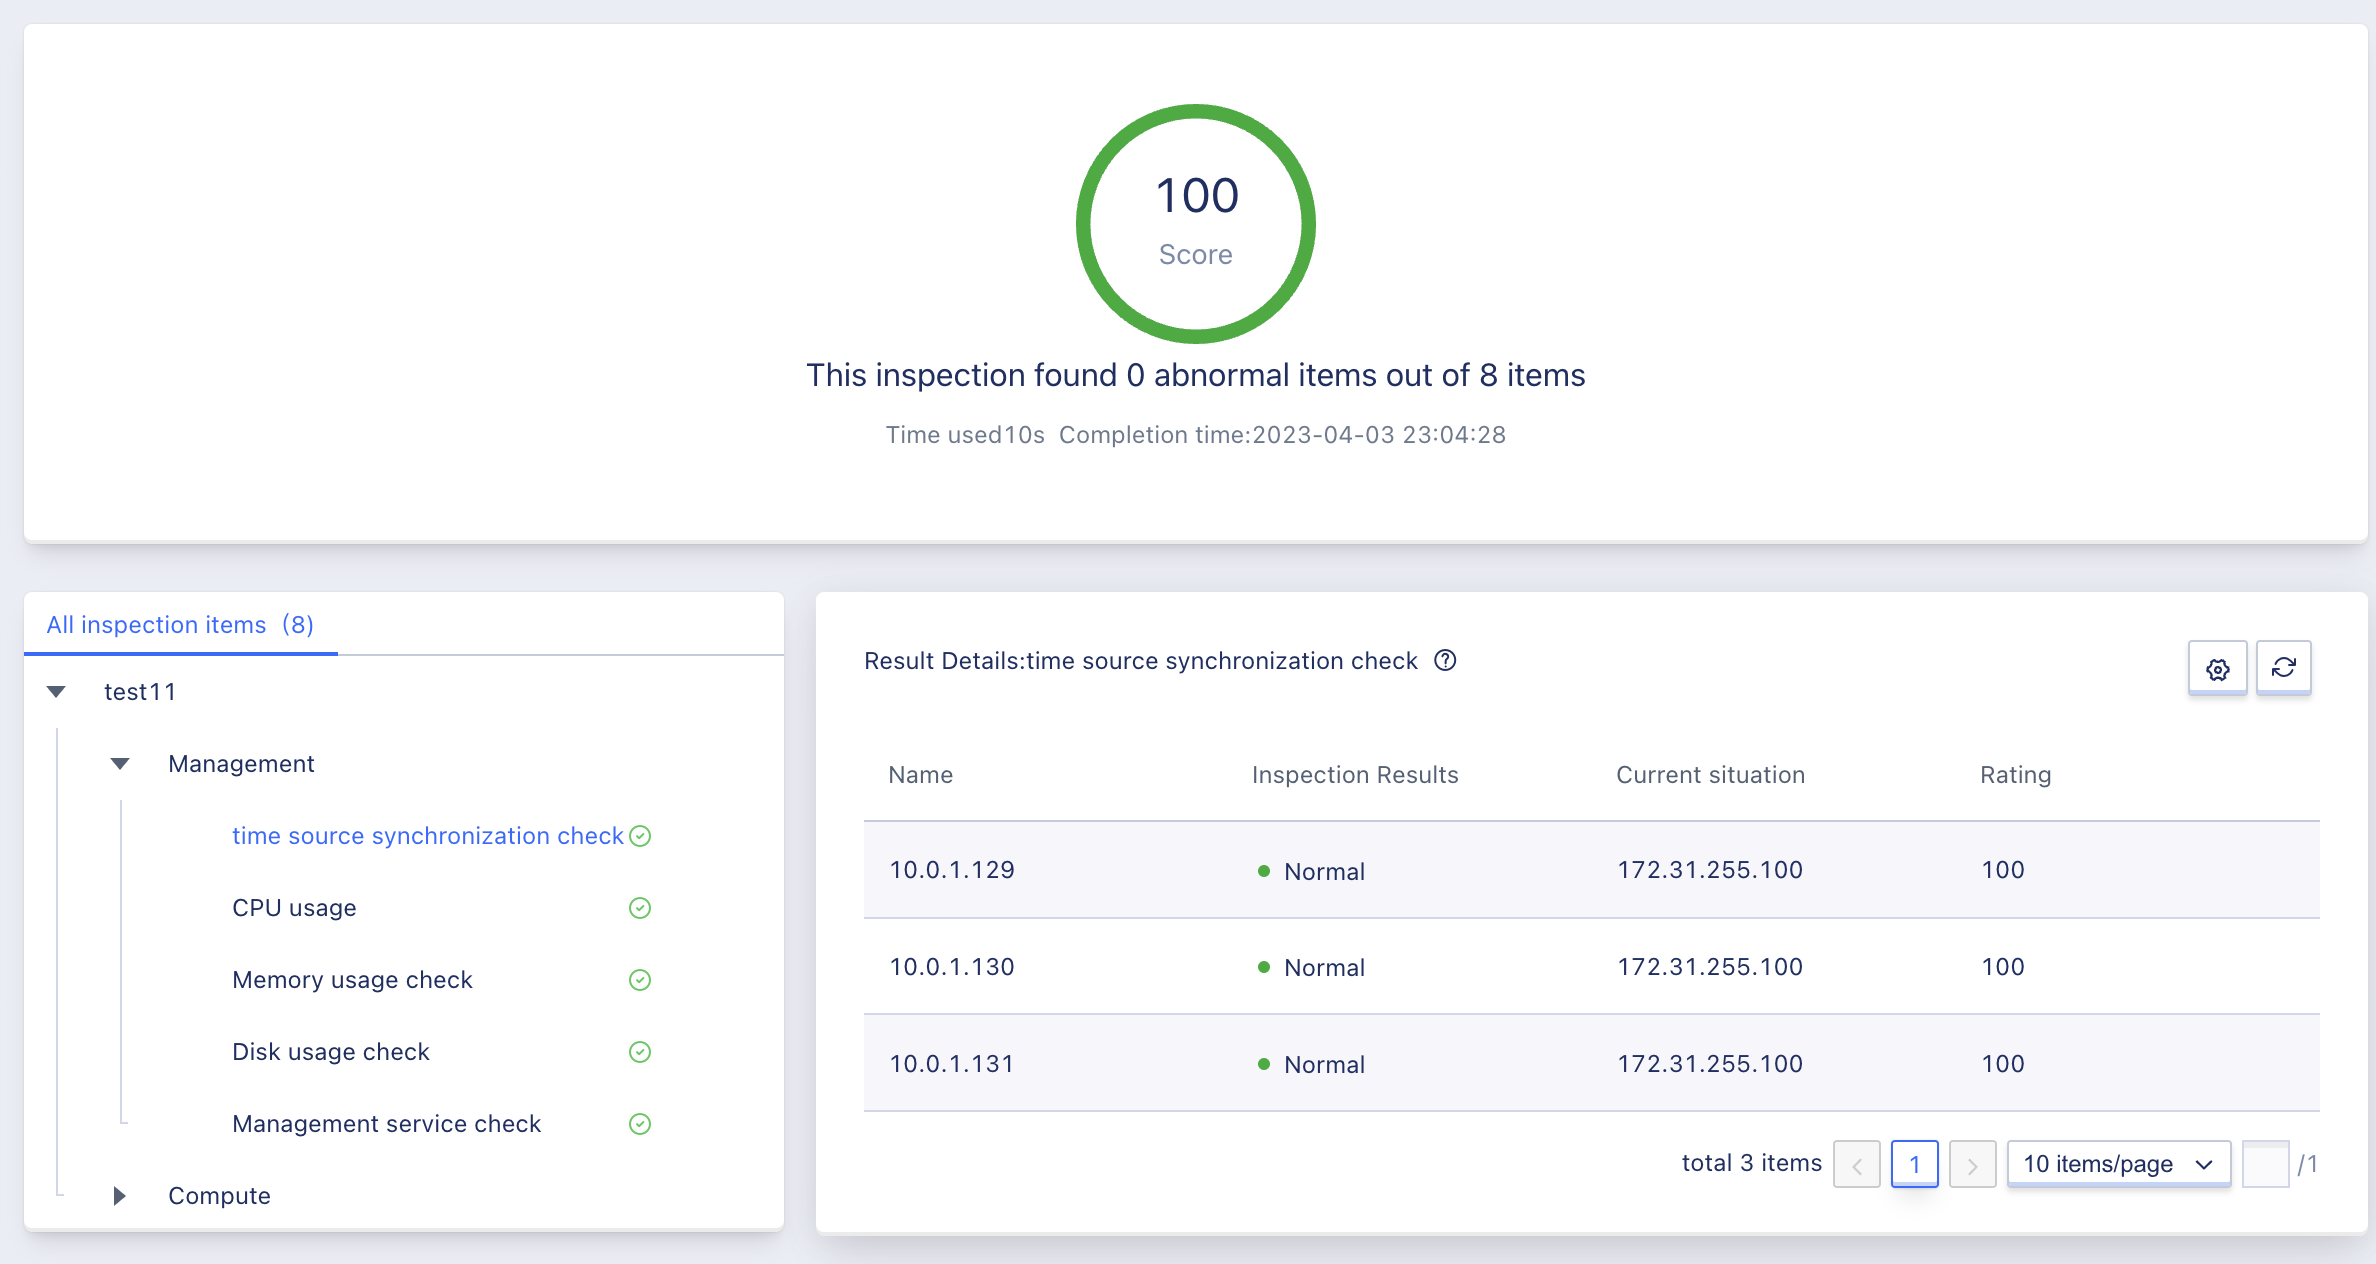 100
Score
This inspection found 0 abnormal items out of 8 items
Time used10s Completion time:2023-04-03 23:04:28
All inspection items (8)
test11
Management
time source synchronization check
CPU usage
Memory usage check
Disk usage check
Management service check
Compute
Result Details:time source synchronization check
Name Inspection Results Current situation Rating
10.0.1.129 Normal 172.31.255.100 100
10.0.1.130 Normal 172.31.255.100 100
10.0.1.131 Normal 172.31.255.100 100
total 3 items 1 10 items/page /1